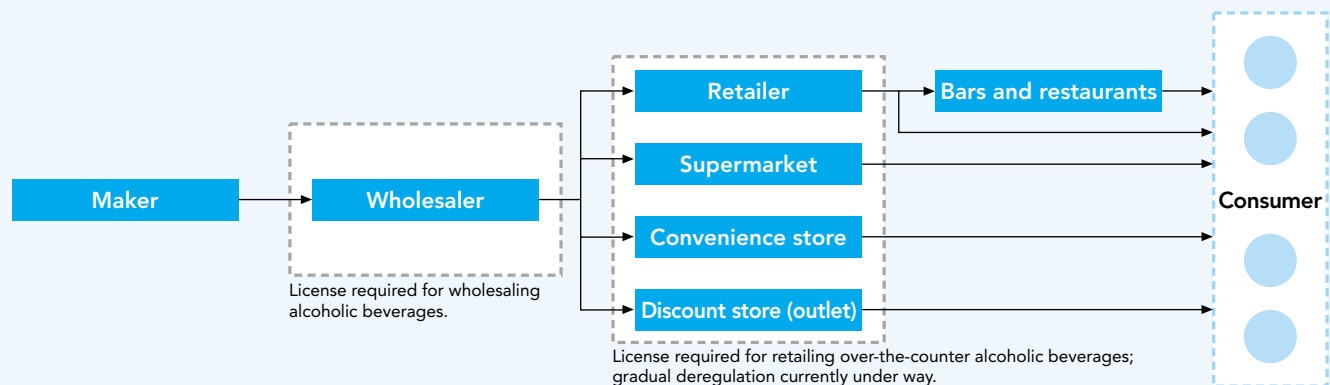 Maker
Wholesaler
License required for wholesaling
alcoholic beverages.
Retailer
Supermarket
Convenience store
Discount store (outlet)
License required for retailing over-the-counter alcoholic beverages;
gradual deregulation currently under way.
Bars and restaurants
Consumer